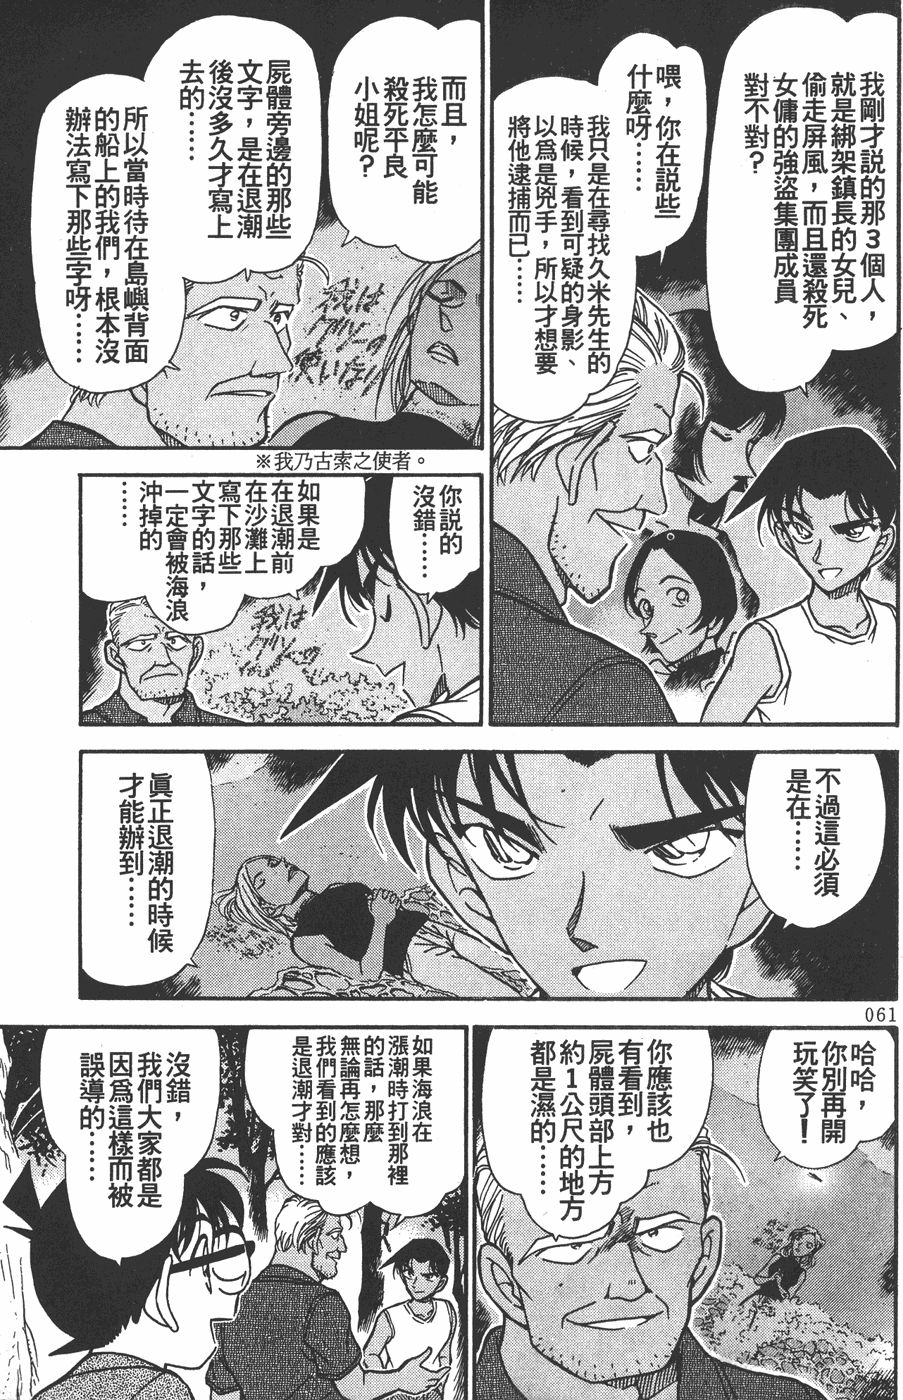 我剛才說的那3個人，
就是綁架鎮長的女兒、
偷走屏風，而且還殺死
女傭的強盜集團成員
對不對？
喂，你在說些
什麼呀……
我只是在尋找久米先生的
時候，看到可疑的身影、
以為是兇手，所以才想要
將他逮捕而已……
而且，
我怎麼可能
殺死平良
小姐呢？
屍體旁邊的那些
文字，是在退潮
後沒多久才寫上
去的……
所以當時待在島嶼背面
的船上的我們，根本沒
辦法寫下那些字呀……
我は
クリスの
使いなり
※我乃古索之使者。
你說的
沒錯……
如果是
在退潮前
在沙灘上
寫下那些
文字的話，
一定會被海浪
沖掉的
……
我は
不過這必須
是在……
眞正退潮的時候
才能辦到……
061
哈哈，
你別再開
玩笑了！
你應該也
有看到，
屍體頭部上方
約1公尺的地方
都是濕的……
如果海浪在
漲潮時打到那裡
的話，那麼
無論再怎麼想，
我們看到的應該
是退潮才對……
沒錯，
我們大家都是
因爲這樣而被
誤導的……